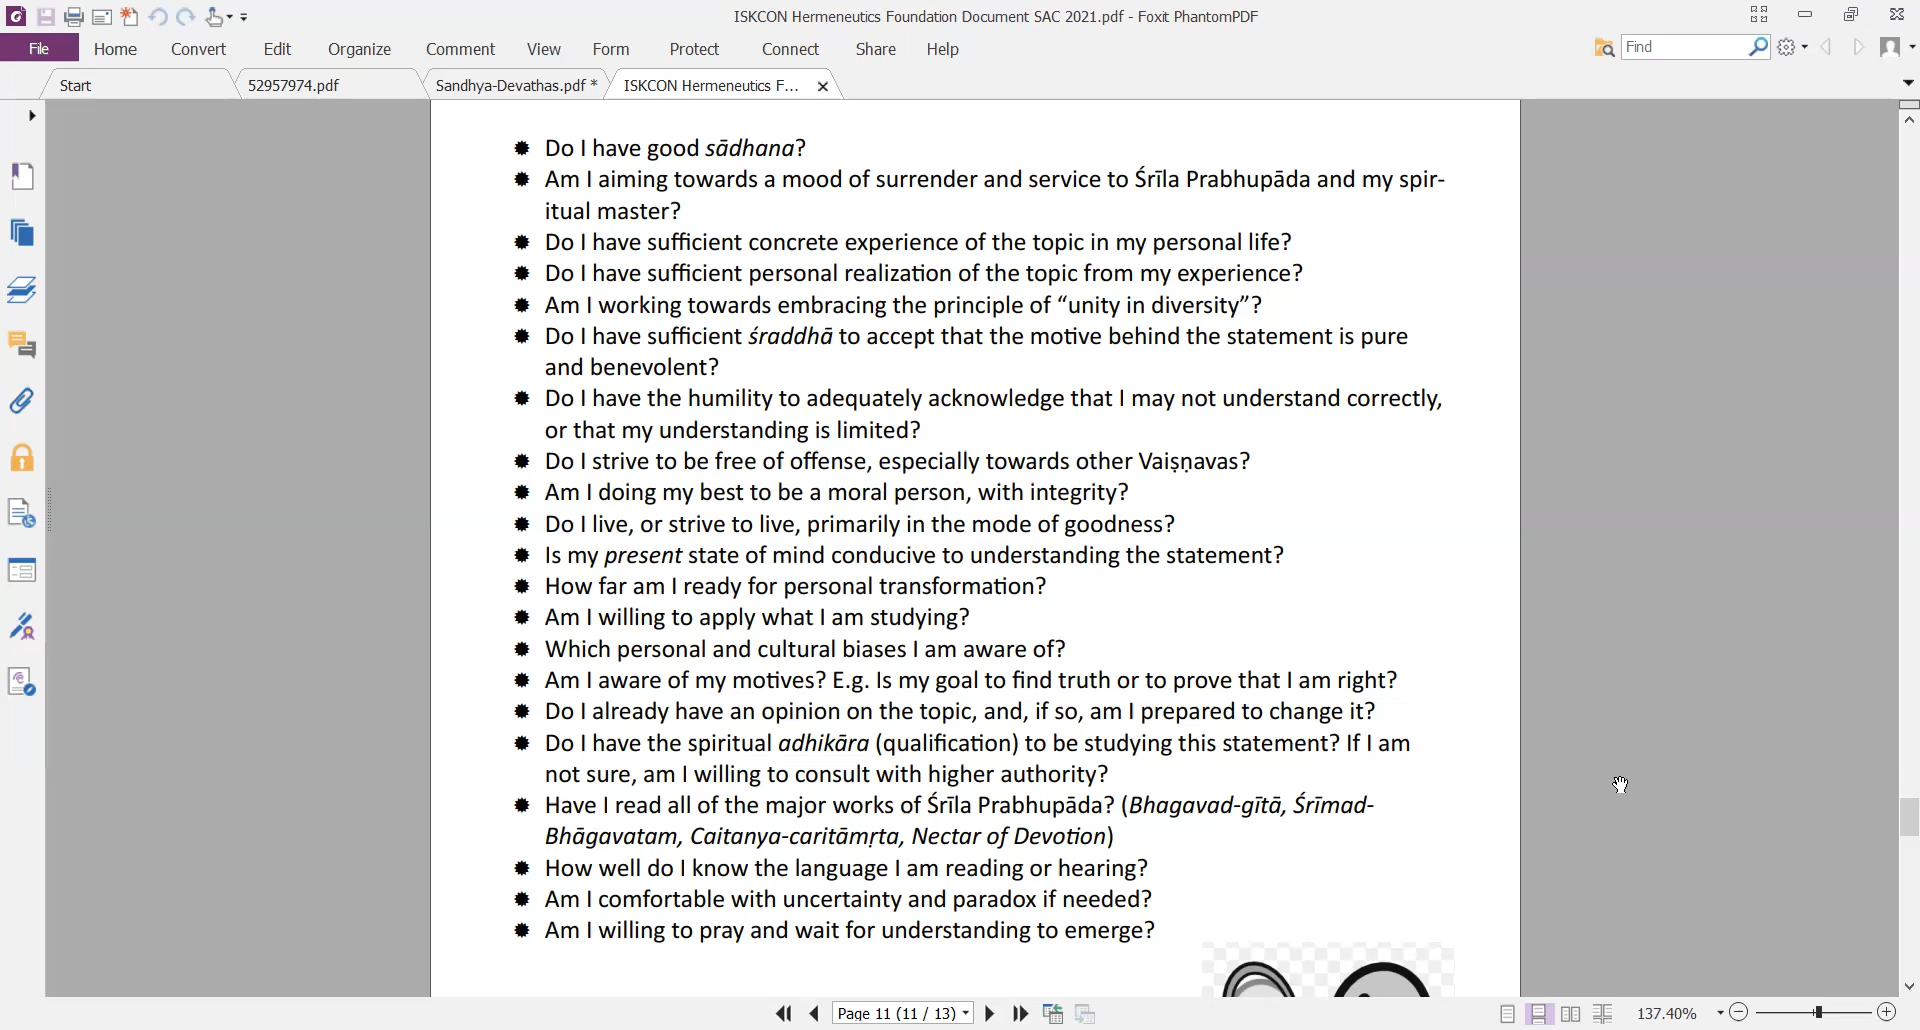 ISKCON Hermeneutics Foundation Document SAC 2021.pdf - Foxit PhantomPDF
File Home Convert Edit Organize Comment View Form Protect Connect Share Help Find
Start 52957974.pdf Sandhya-Devathas.pdf * ISKCON Hermeneutics F...
Do I have good sādhana?
Am I aiming towards a mood of surrender and service to Śrīla Prabhupāda and my spir-
itual master?
Do I have sufficient concrete experience of the topic in my personal life?
Do I have sufficient personal realization of the topic from my experience?
Am I working towards embracing the principle of “unity in diversity”?
Do I have sufficient śraddhā to accept that the motive behind the statement is pure
and benevolent?
Do I have the humility to adequately acknowledge that I may not understand correctly,
or that my understanding is limited?
Do I strive to be free of offense, especially towards other Vaiṣṇavas?
Am I doing my best to be a moral person, with integrity?
Do I live, or strive to live, primarily in the mode of goodness?
Is my present state of mind conducive to understanding the statement?
How far am I ready for personal transformation?
Am I willing to apply what I am studying?
Which personal and cultural biases I am aware of?
Am I aware of my motives? E.g. Is my goal to find truth or to prove that I am right?
Do I already have an opinion on the topic, and, if so, am I prepared to change it?
Do I have the spiritual adhikāra (qualification) to be studying this statement? If I am
not sure, am I willing to consult with higher authority?
Have I read all of the major works of Śrīla Prabhupāda? (Bhagavad-gītā, Śrīmad-
Bhāgavatam, Caitanya-caritāmṛta, Nectar of Devotion)
How well do I know the language I am reading or hearing?
Am I comfortable with uncertainty and paradox if needed?
Am I willing to pray and wait for understanding to emerge?
Page 11 (11 / 13) 137.40%